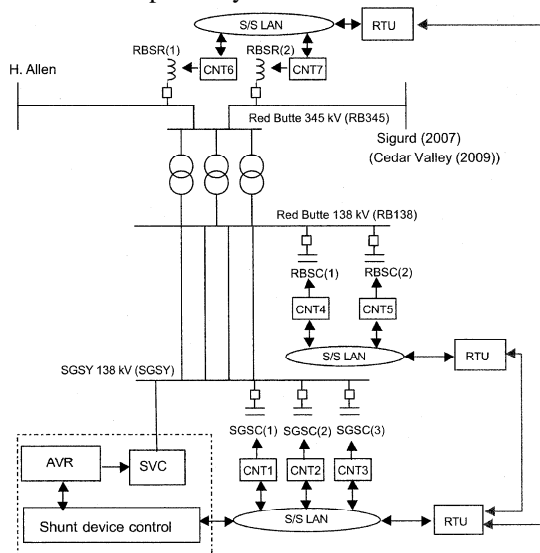 S/S LAN
RTU
RBSR(1)
RBSR(2)
CNT6
CNT7
H. Allen
Red Butte 345 kV (RB345)
Sigurd (2007)
(Cedar Valley (2009))
Red Butte 138 kV (RB138)
RBSC(1)
RBSC(2)
CNT4
CNT5
S/S LAN
RTU
SGSY 138 kV (SGSY)
SGSC(1)
SGSC(2)
SGSC(3)
AVR
SVC
CNT1
CNT2
CNT3
Shunt device control
S/S LAN
RTU